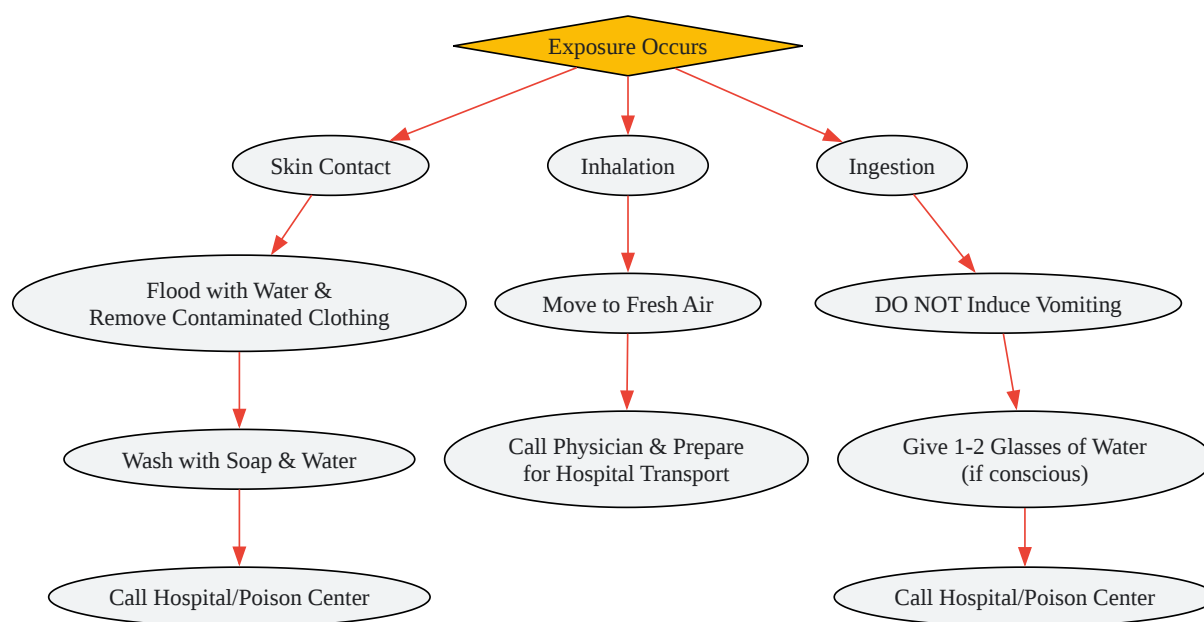 Exposure Occurs
Skin Contact
Inhalation
Ingestion
Flood with Water &
Remove Contaminated Clothing
Move to Fresh Air
DO NOT Induce Vomiting
Wash with Soap & Water
Call Physician & Prepare
for Hospital Transport
Give 1-2 Glasses of Water
(if conscious)
Call Hospital/Poison Center
Call Hospital/Poison Center